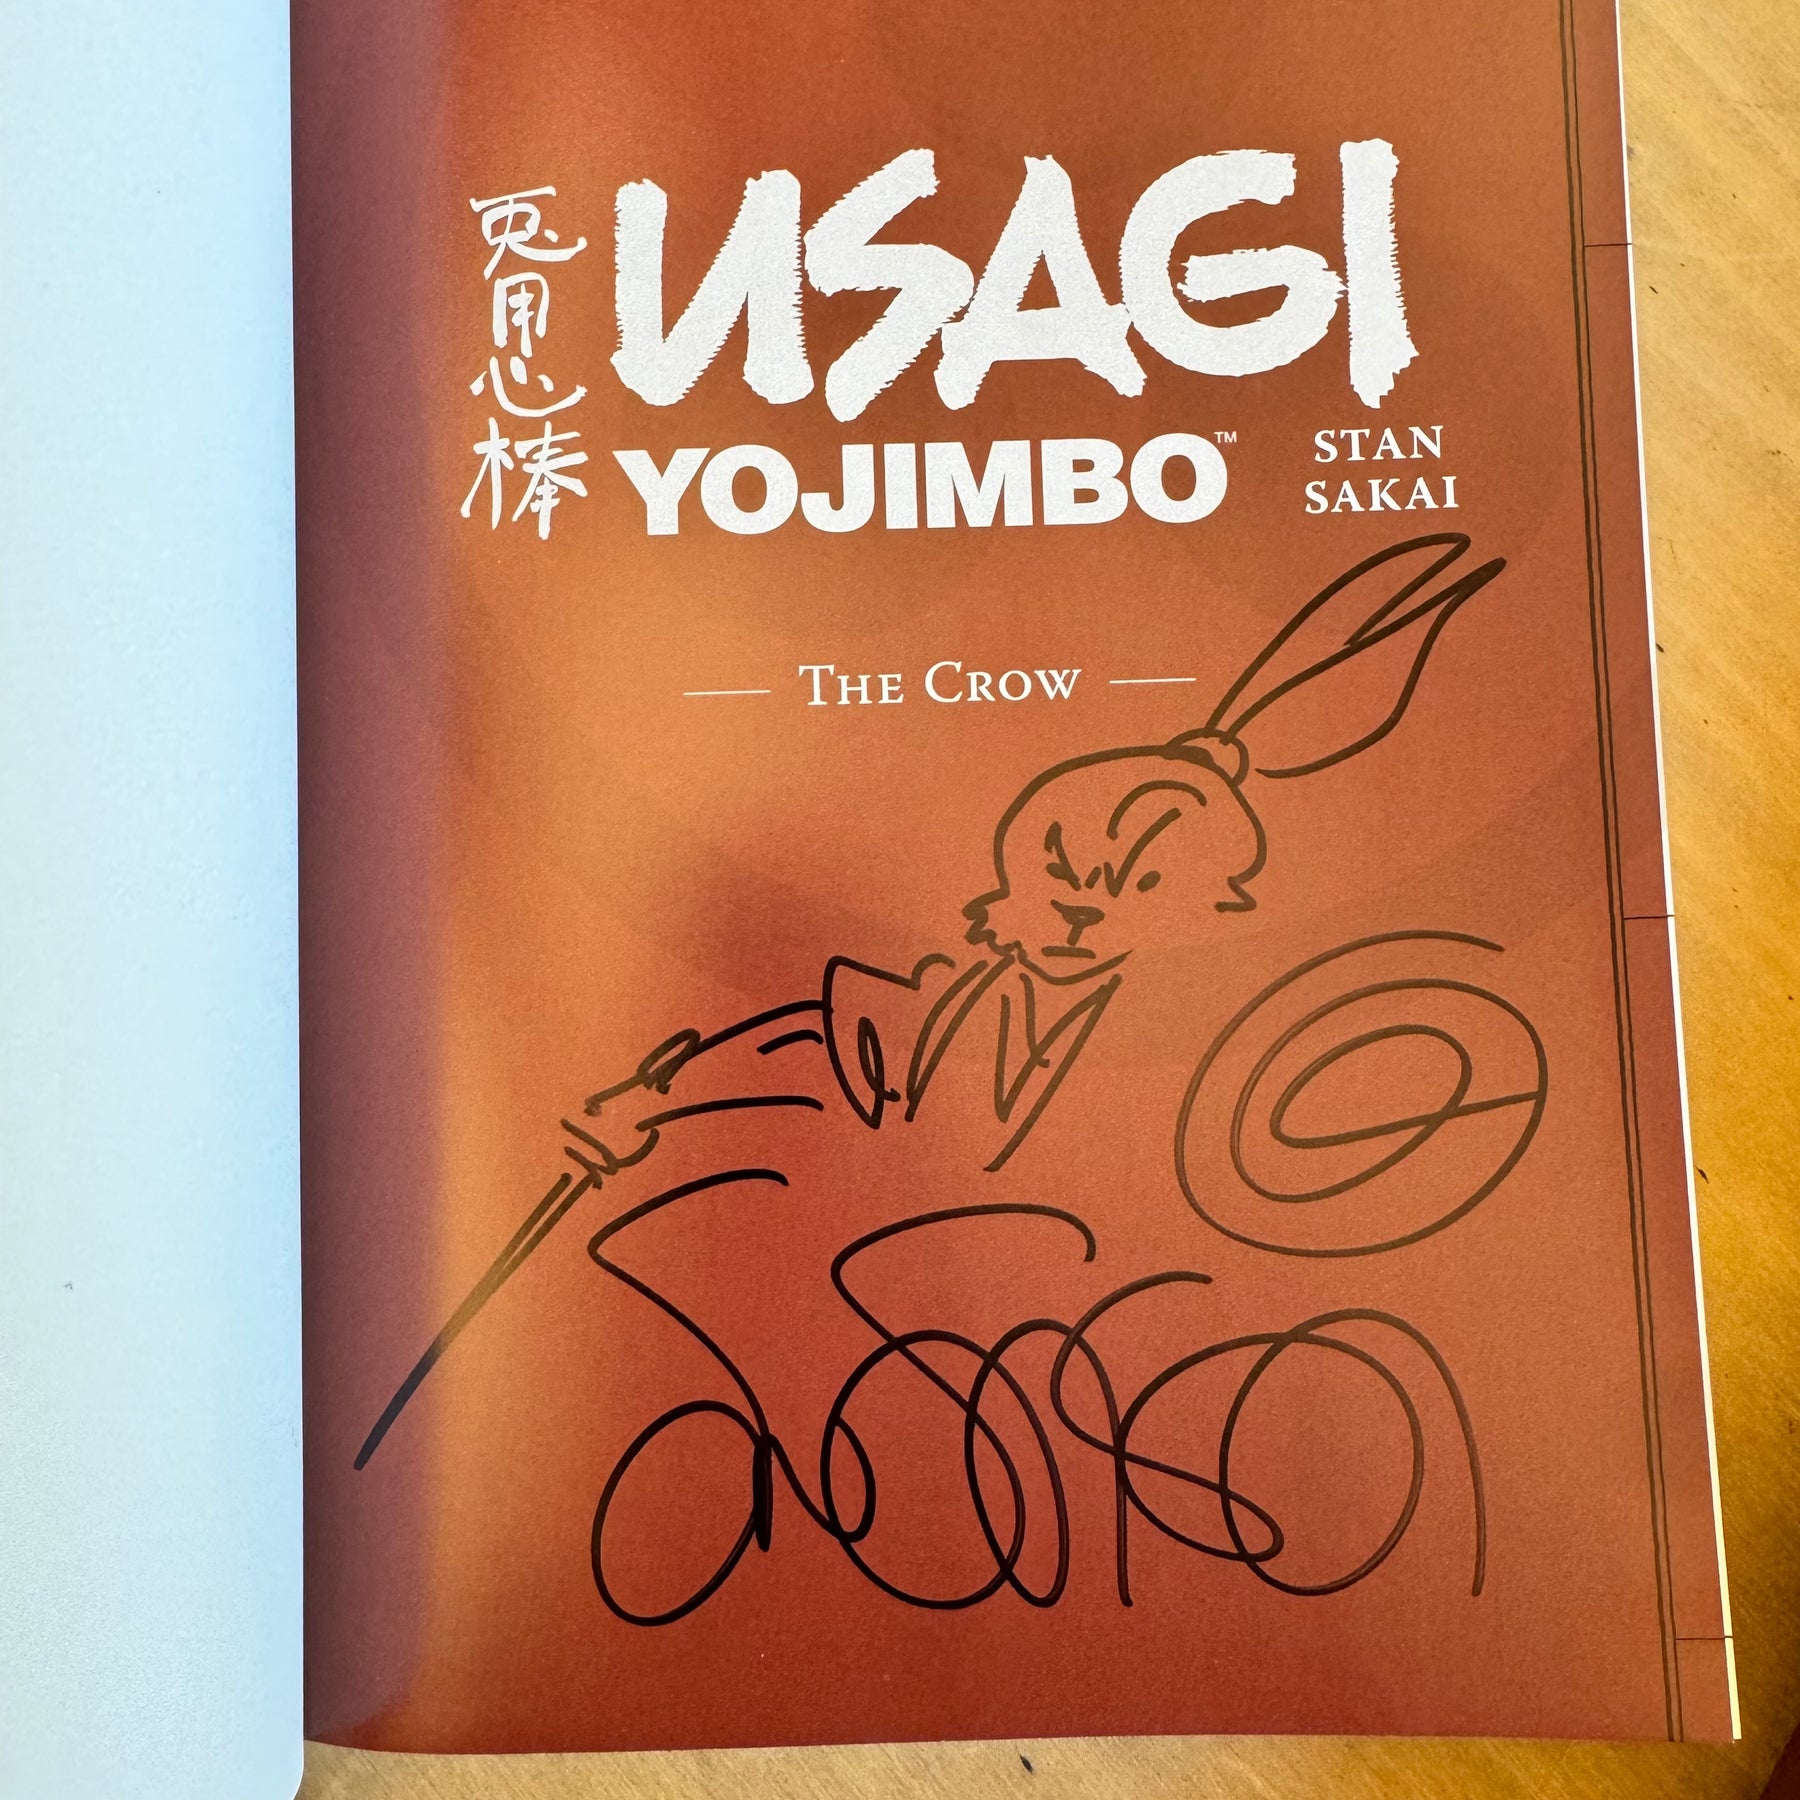 兎用心棒
USAGI
YOJIMBO™
STAN
SAKAI
THE CROW